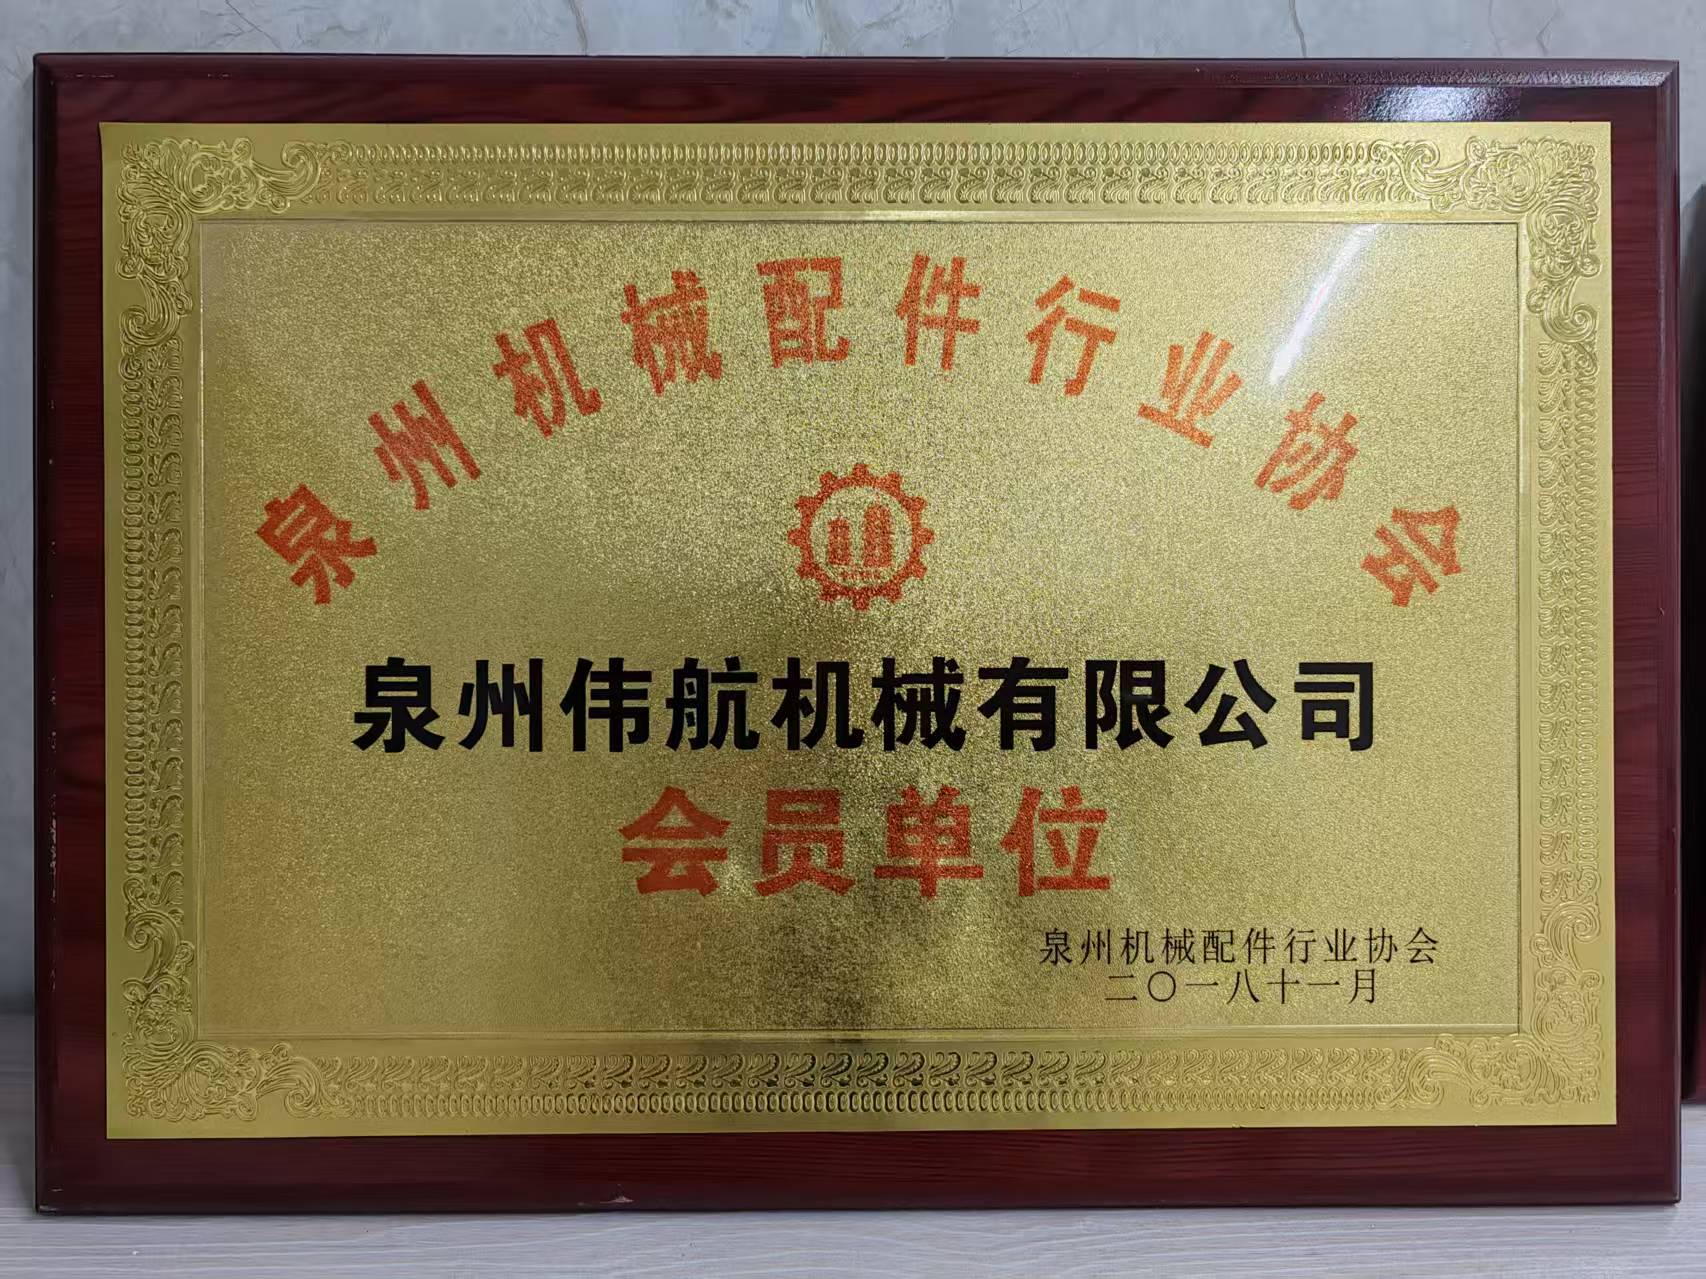 泉州机械配件行业协会
泉州伟航机械有限公司
会员单位
泉州机械配件行业协会
二〇一八十一月